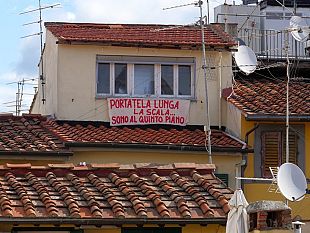 PORTATELA LUNGA
LA SCALA...
SONO AL QUINTO PIANO